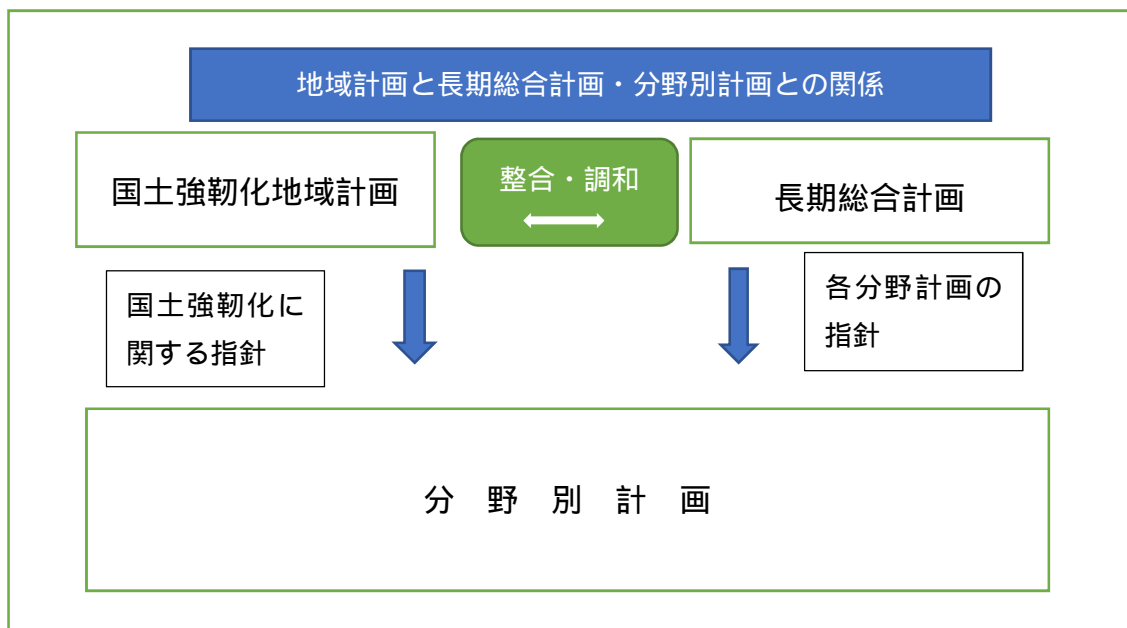 地域計画と長期総合計画・分野別計画との関係
国土強靭化地域計画
整合・調和
長期総合計画
国土強靭化に
関する指針
各分野計画の
指針
分野別計画